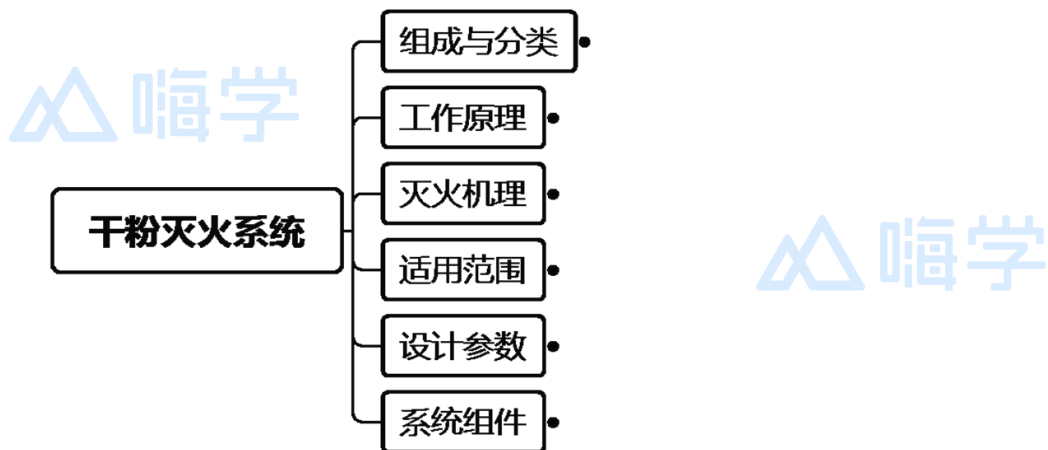 组成与分类
嗨学
工作原理
灭火机理
干粉灭火系统
嗨学
适用范围
设计参数
系统组件